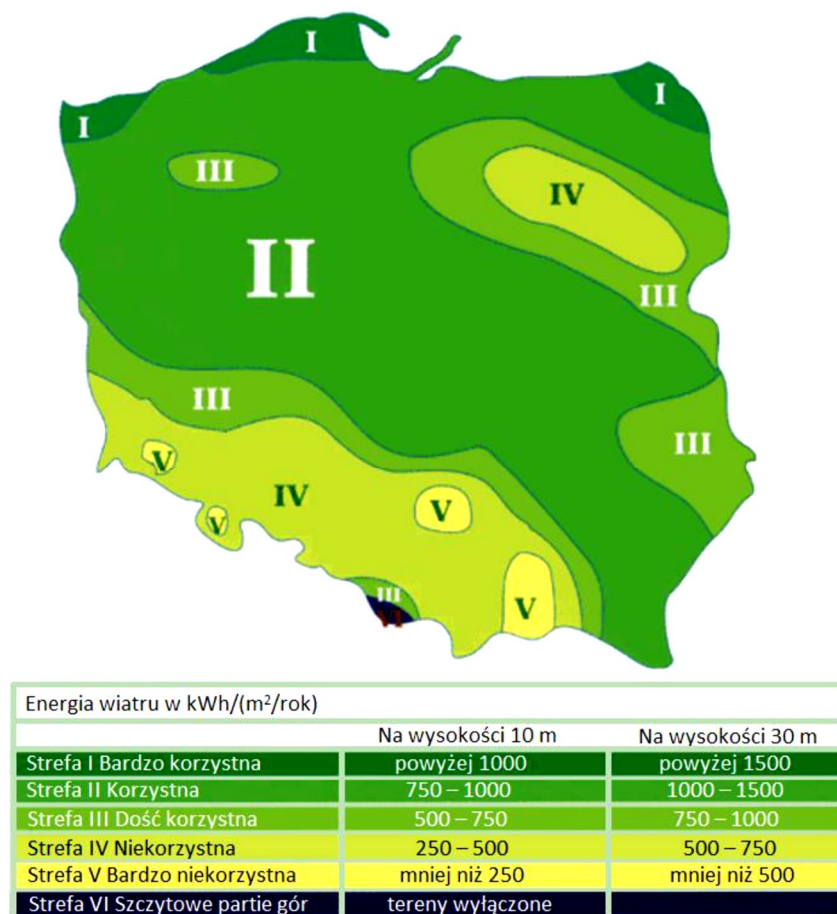 I
I
I
III
IV
II
III
III
III
V
IV
V
V
V
III
VI
Energia wiatru w kWh/(m²/rok)
Na wysokości 10 m Na wysokości 30 m
Strefa I Bardzo korzystna powyżej 1000 powyżej 1500
Strefa II Korzystna 750 – 1000 1000 – 1500
Strefa III Dość korzystna 500 – 750 750 – 1000
Strefa IV Niekorzystna 250 – 500 500 – 750
Strefa V Bardzo niekorzystna mniej niż 250 mniej niż 500
Strefa VI Szczytowe partie gór tereny wyłączone